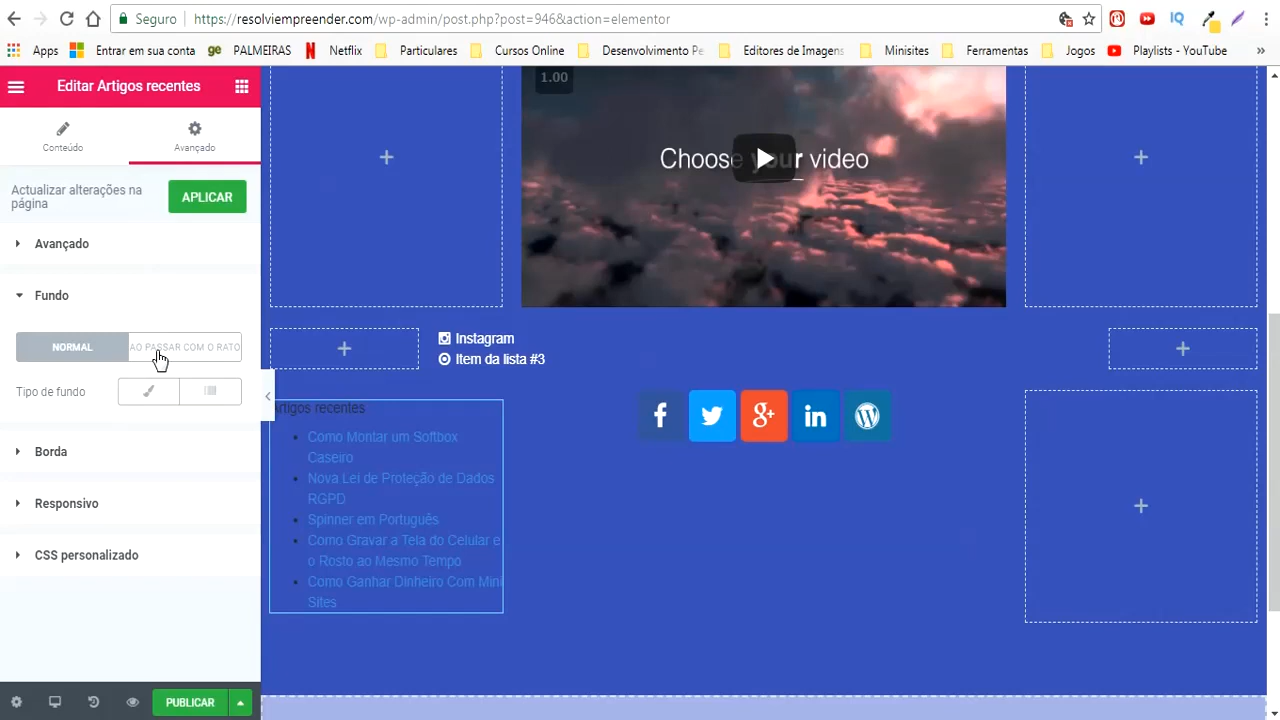 Seguro
https://resolviempreender.com/wp-admin/post.php?post=946&action=elementor
Apps
Entrar em sua conta
ge PALMEIRAS
Netflix
Particulares
Cursos Online
Desenvolvimento Pe
Editores de Imagens
Minisites
Ferramentas
Jogos
Playlists - YouTube
»
Editar Artigos recentes
Conteúdo
Avançado
Actualizar alterações na
página
APLICAR
Avançado
Fundo
NORMAL
AO PASSAR COM O RATO
Tipo de fundo
Borda
Responsivo
CSS personalizado
PUBLICAR
1.00
Choose your video
Instagram
Item da lista #3
Artigos recentes
Como Montar um Softbox
Caseiro
Nova Lei de Proteção de Dados
RGPD
Spinner em Português
Como Gravar a Tela do Celular e
o Rosto ao Mesmo Tempo
Como Ganhar Dinheiro Com Mini
Sites